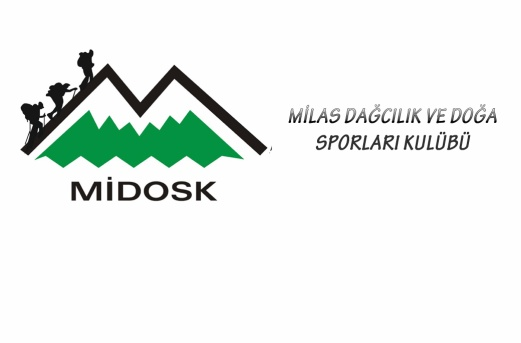 MİDOSK
MİLAS DAĞCILIK VE DOĞA
SPORLARI KULÜBÜ